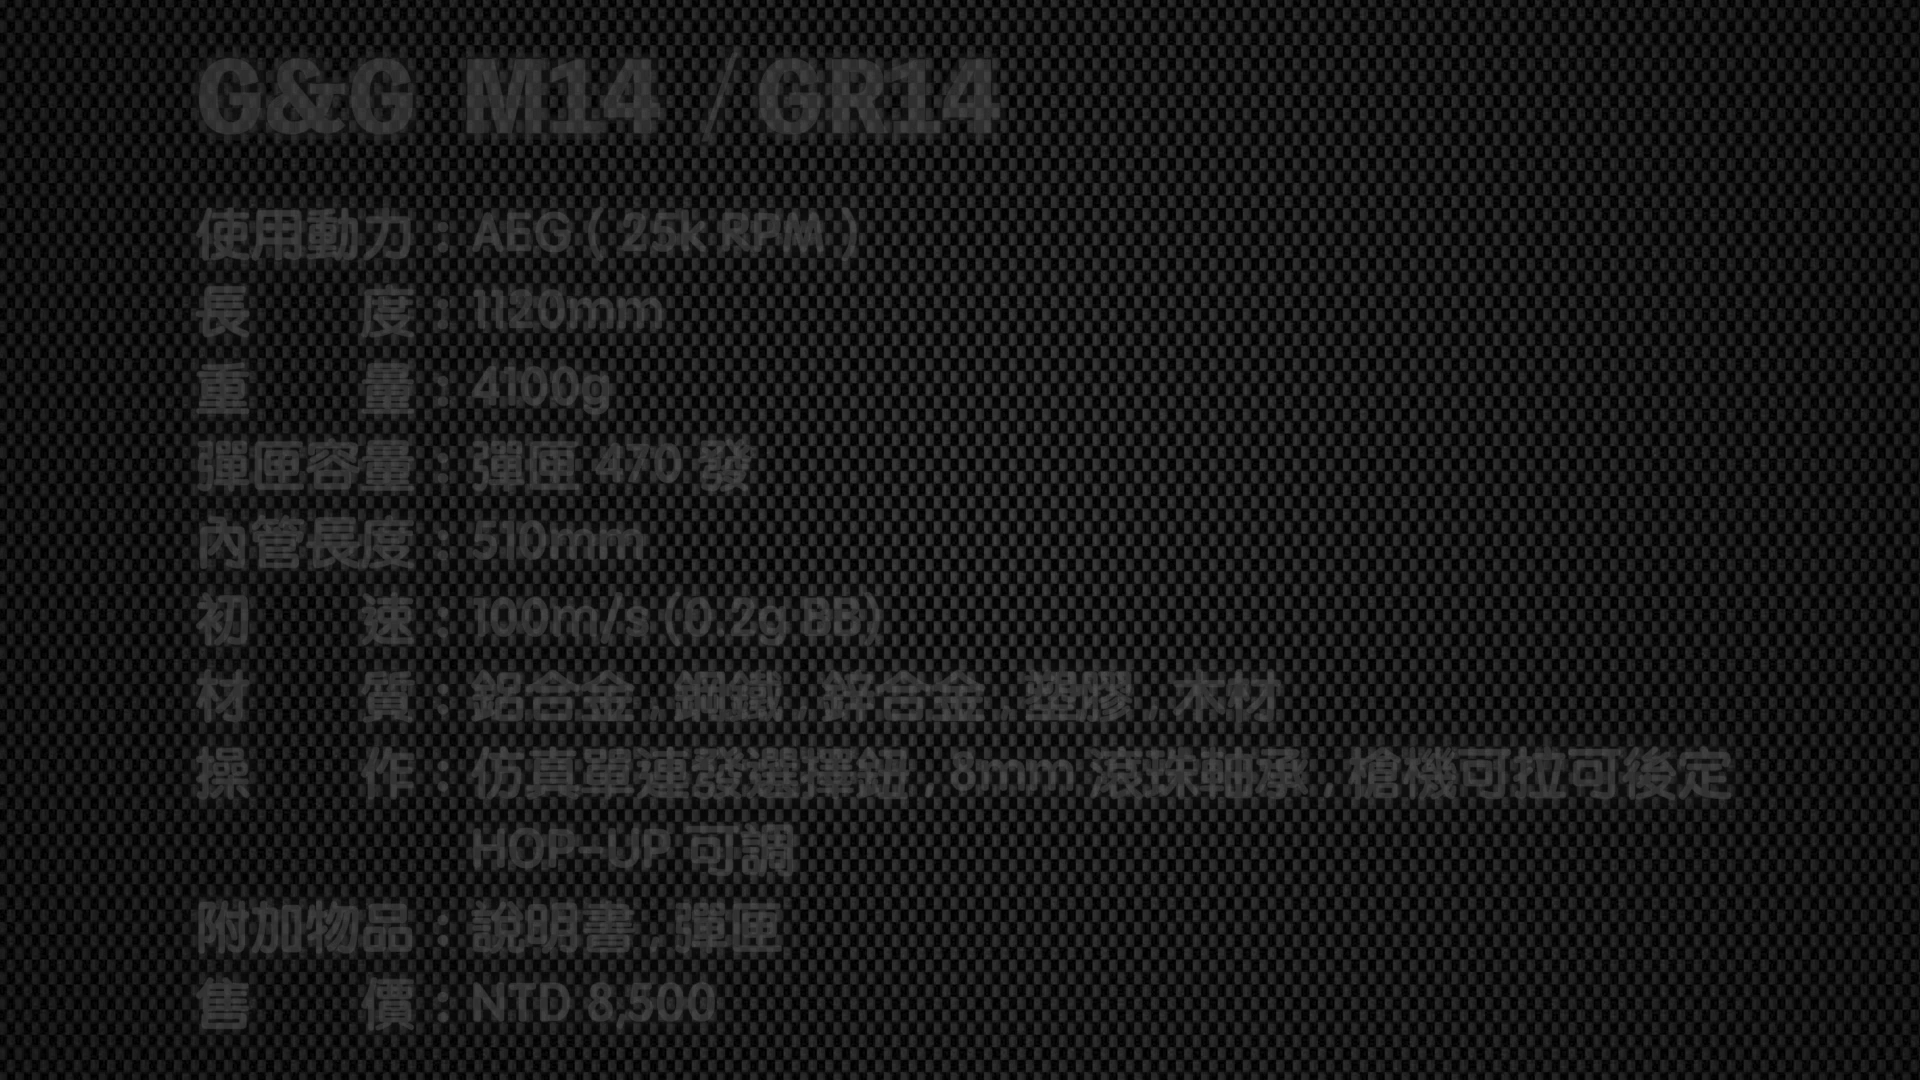 G&G M14 / GR14
使用動力：AEG ( 25k RPM )
長　　度：1120mm
重　　量：4100g
彈匣容量：彈匣 470 發
內管長度：510mm
初　　速：100m/s (0.2g BB)
材　　質：鋁合金 , 鋼鐵 , 鋅合金 , 塑膠 , 木材
操　　作：仿真單連發選擇鈕 , 8mm 滾珠軸承 , 槍機可拉可後定
HOP-UP 可調
附加物品：說明書 , 彈匣
售　　價：NTD 8,500